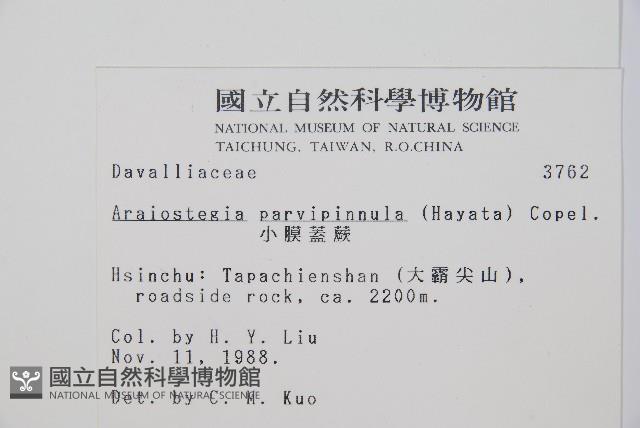 國立自然科學博物館
NATIONAL MUSEUM OF NATURAL SCIENCE
TAICHUNG, TAIWAN, R.O.CHINA
Davalliaceae 3762
Araiostegia parvipinnula (Hayata) Copel.
小膜蓋蕨
Hsinchu: Tapachienshan (大霸尖山),
roadside rock, ca. 2200m.
Col. by H. Y. Liu
Nov. 11, 1988.
國立自然科學博物館
NATIONAL MUSEUM OF NATURAL SCIENCE
Det. by C. M. Kuo